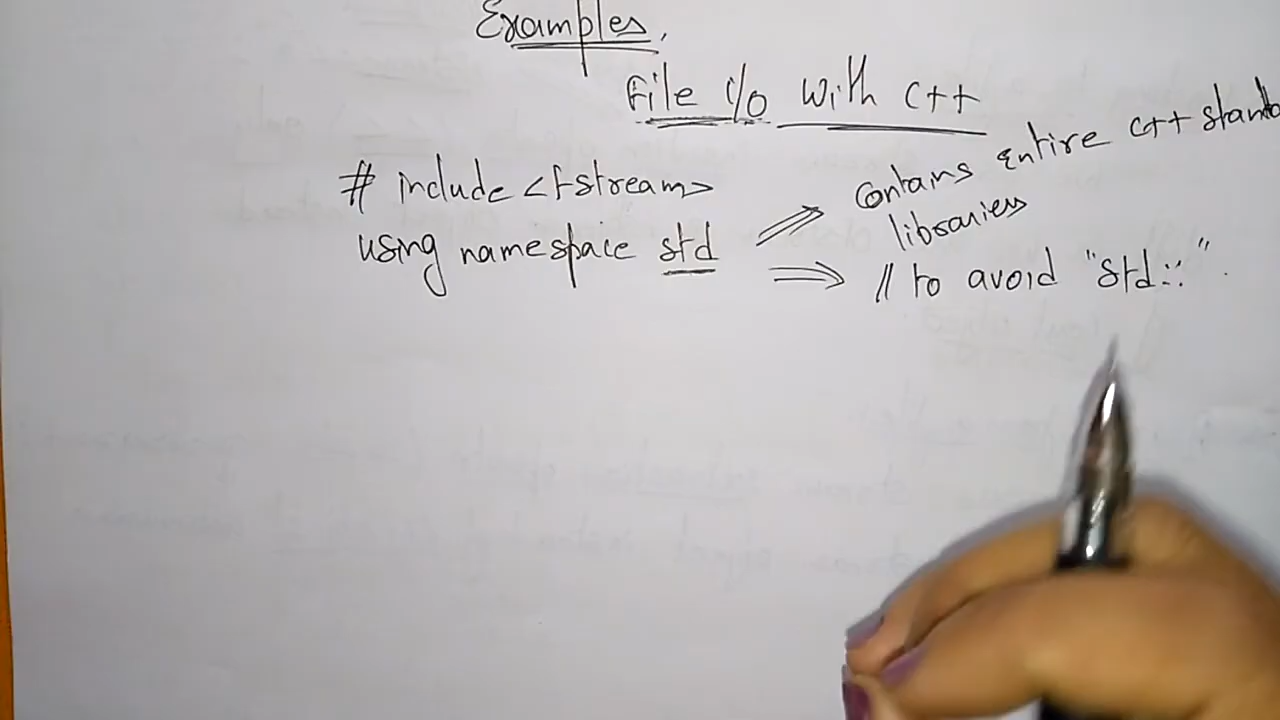 Examples,
File I/O with C++
# include <fstream>
using namespace std
Contains entire C++ standa
libraries
// to avoid "std::".